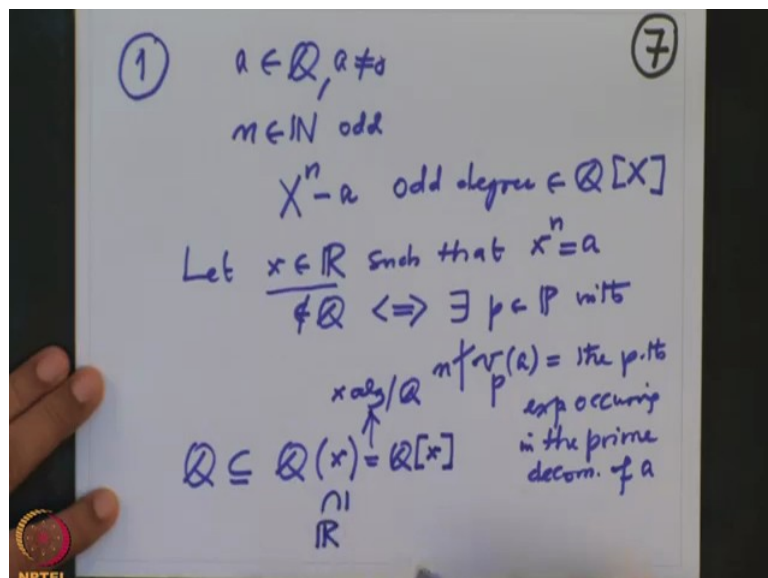 ① a ∈ ℚ, a ≠ 0 ⑦
n ∈ ℕ odd
Xⁿ - a odd degree ∈ ℚ[X]
Let x ∈ ℝ such that xⁿ = a
∉ ℚ <=> ∃ p ∈ ℙ with
n ∤ v_p(a) = the p-th
exp occuring
in the prime
decom. of a
x alg/ℚ
↑
ℚ ⊆ ℚ(x) = ℚ[x]
∩|
ℝ
NPTEL